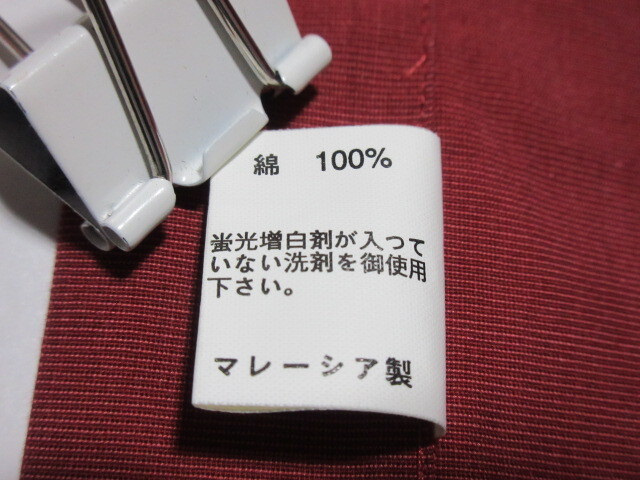 綿 100%
蛍光増白剤が入つて
いない洗剤を御使用
下さい。
マレーシア製